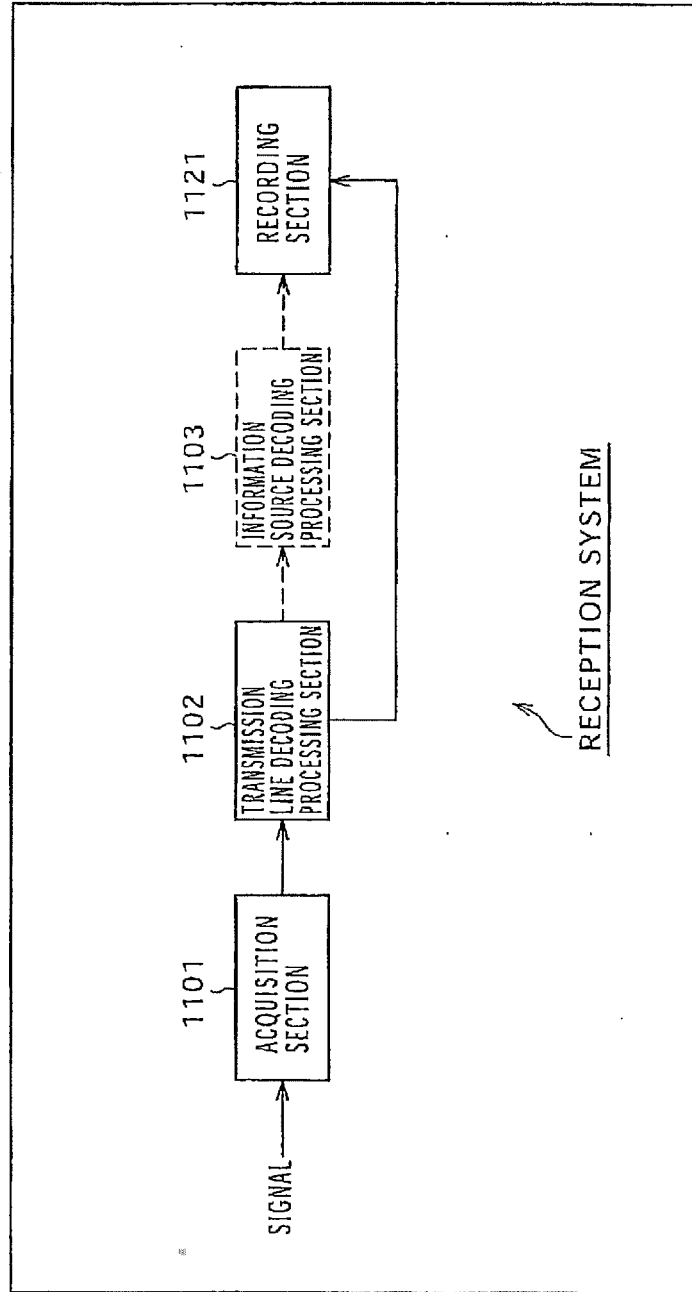 SIGNAL
1101
ACQUISITION
SECTION
1102
TRANSMISSION
LINE DECODING
PROCESSING SECTION
1103
INFORMATION
SOURCE DECODING
PROCESSING SECTION
1121
RECORDING
SECTION
RECEPTION SYSTEM